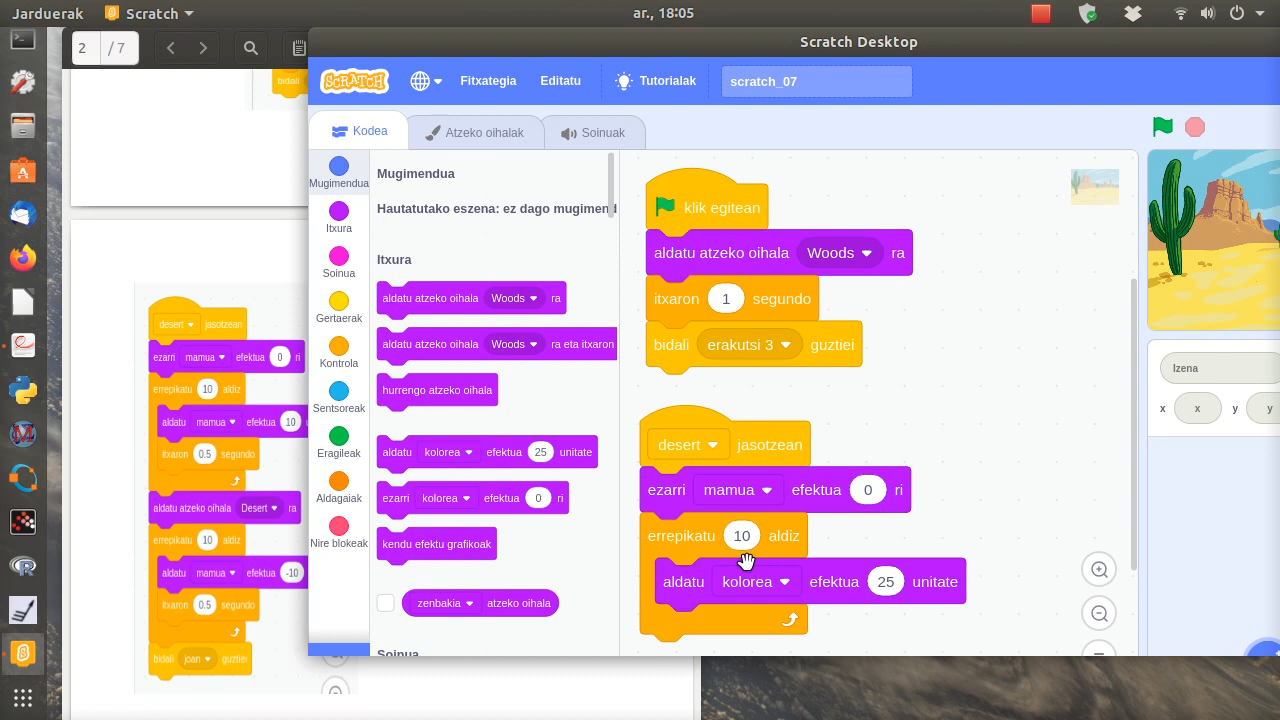 Jarduerak
Scratch
ar., 18:05
2
/ 7
bidali
desert jasotzean
ezarri mamua efektua 0 ri
errepikatu 10 aldiz
aldatu mamua efektua 10
itxaron 0.5 segundo
aldatu atzeko oihala Desert ra
errepikatu 10 aldiz
aldatu mamua efektua -10
itxaron 0.5 segundo
bidali joan guztiei
Scratch Desktop
SCRATCH
Fitxategia
Editatu
Tutorialak
scratch_07
Kodea
Atzeko oihalak
Soinuak
Mugimendua
Itxura
Soinua
Gertaerak
Kontrola
Sentsoreak
Eragileak
Aldagaiak
Nire blokeak
Mugimendua
Hautatutako eszena: ez dago mugimend
Itxura
aldatu atzeko oihala Woods ra
aldatu atzeko oihala Woods ra eta itxaron
hurrengo atzeko oihala
aldatu kolorea efektua 25 unitate
ezarri kolorea efektua 0 ri
kendu efektu grafikoak
zenbakia atzeko oihala
Soinua
klik egitean
aldatu atzeko oihala Woods ra
itxaron 1 segundo
bidali erakutsi 3 guztiei
desert jasotzean
ezarri mamua efektua 0 ri
errepikatu 10 aldiz
aldatu kolorea efektua 25 unitate
Izena
x x y y